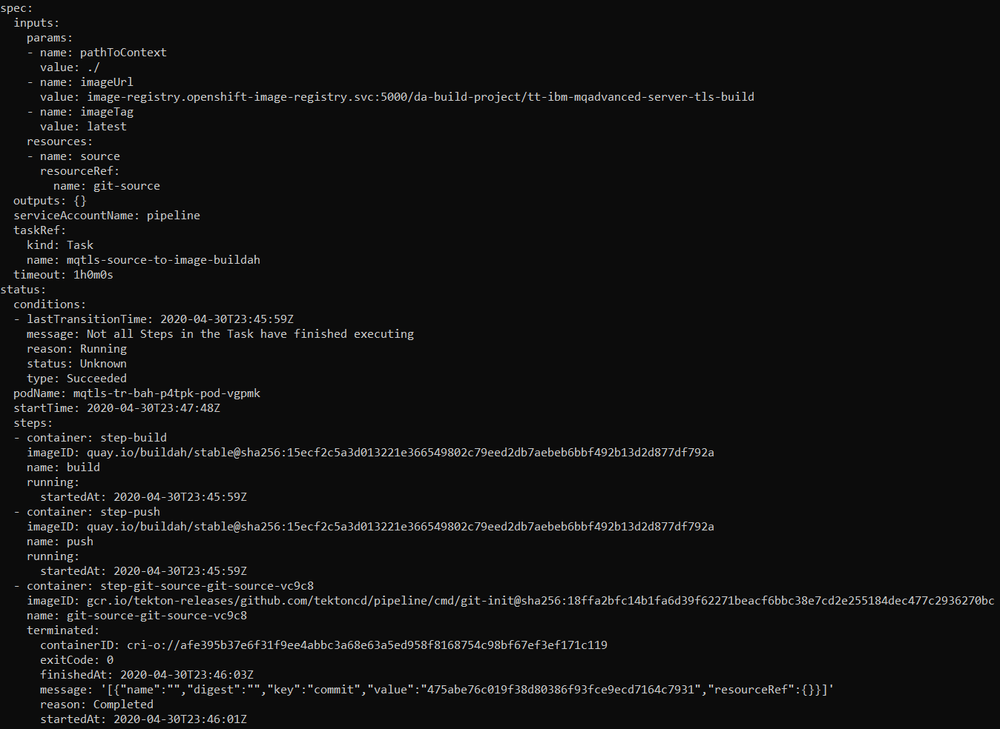 spec:
  inputs:
    params:
    - name: pathToContext
      value: ./
    - name: imageUrl
      value: image-registry.openshift-image-registry.svc:5000/da-build-project/tt-ibm-mqadvanced-server-tls-build
    - name: imageTag
      value: latest
    resources:
    - name: source
      resourceRef:
        name: git-source
  outputs: {}
  serviceAccountName: pipeline
  taskRef:
    kind: Task
    name: mqtls-source-to-image-buildah
  timeout: 1h0m0s
status:
  conditions:
  - lastTransitionTime: 2020-04-30T23:45:59Z
    message: Not all Steps in the Task have finished executing
    reason: Running
    status: Unknown
    type: Succeeded
  podName: mqtls-tr-bah-p4tpk-pod-vgpmk
  startTime: 2020-04-30T23:47:48Z
  steps:
  - container: step-build
    imageID: quay.io/buildah/stable@sha256:15ecf2c5a3d013221e366549802c79eed2db7aebeb6bbf492b13d2d877df792a
    name: build
    running:
      startedAt: 2020-04-30T23:45:59Z
  - container: step-push
    imageID: quay.io/buildah/stable@sha256:15ecf2c5a3d013221e366549802c79eed2db7aebeb6bbf492b13d2d877df792a
    name: push
    running:
      startedAt: 2020-04-30T23:45:59Z
  - container: step-git-source-git-source-vc9c8
    imageID: gcr.io/tekton-releases/github.com/tektoncd/pipeline/cmd/git-init@sha256:18ffa2bfc14b1fa6d39f62271beacf6bbc38e7cd2e255184dec477c2936270bc
    name: git-source-git-source-vc9c8
    terminated:
      containerID: cri-o://afe395b37e6f31f9ee4abbc3a68e63a5ed958f8168754c98bf67ef3ef171c119
      exitCode: 0
      finishedAt: 2020-04-30T23:46:03Z
      message: '[{"name":"","digest":"","key":"commit","value":"475abe76c019f38d80386f93fce9ecd7164c7931","resourceRef":{}}]'
      reason: Completed
      startedAt: 2020-04-30T23:46:01Z